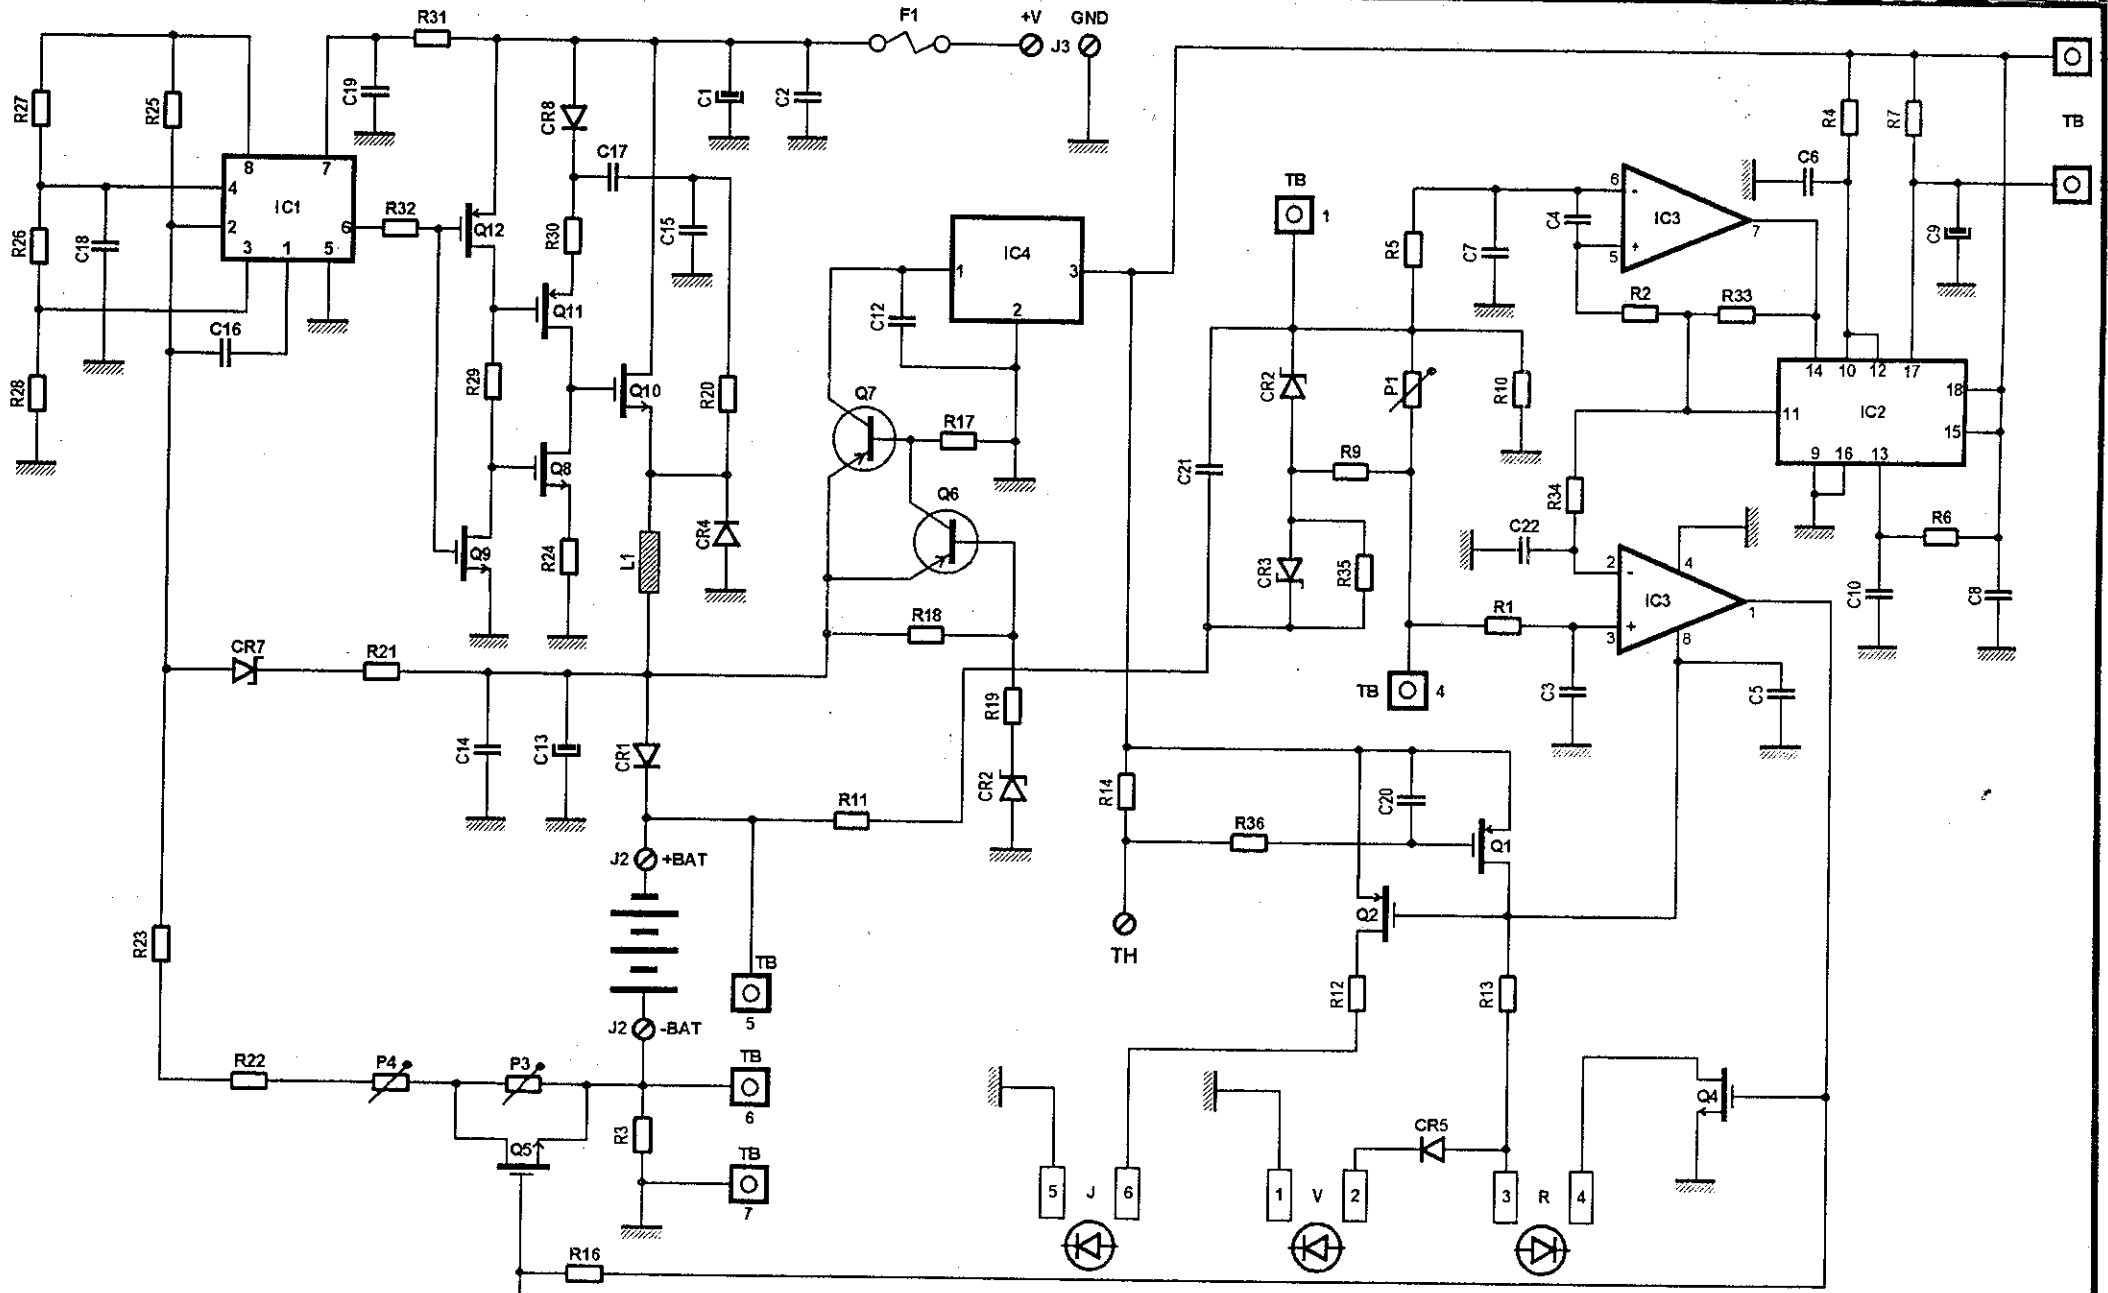 R31
F1
+V
GND
J3
R27
R25
C19
CR8
C1
C2
R4
R7
TB
C17
C6
8
7
4
IC1
2
6
3
1
5
R32
Q12
R30
C15
TB
1
6
-
IC3
7
+
5
C4
C7
R5
C9
R26
C18
IC4
1
3
2
Q11
C12
R2
R33
C16
R28
R29
Q10
R20
Q7
R17
CR2
P1
R10
14
10
12
17
11
IC2
18
15
9
16
13
Q8
C21
R9
Q6
R34
C22
R6
Q9
R24
L1
CR4
CR3
R35
2
-
4
IC3
1
+
3
8
C10
C8
R1
R18
CR7
R21
TB
4
C3
C5
R19
C14
C13
CR1
CR2
R14
C20
R11
R36
Q1
J2
+BAT
Q2
TH
R23
TB
5
R12
R13
J2
-BAT
R22
P4
P3
TB
6
Q4
R3
CR5
Q5
TB
7
5
J
6
1
V
2
3
R
4
R16